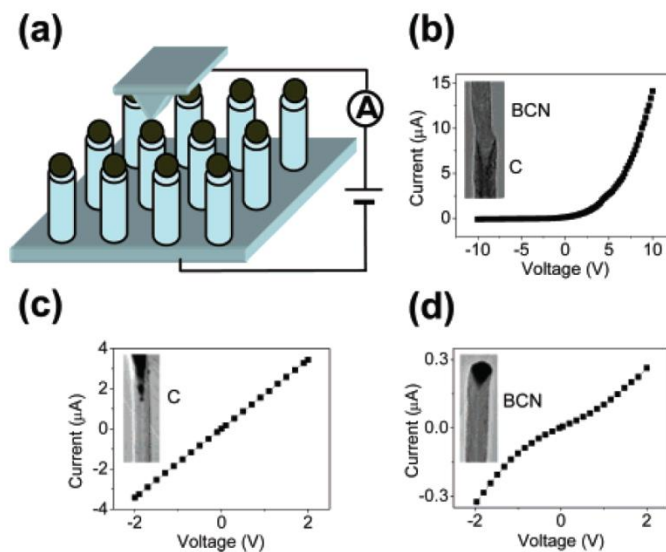 (a)
A
(b)
Current (μA)
15
10
5
0
BCN
C
-10 -5 0 5 10
Voltage (V)
(c)
Current (μA)
4
2
0
-2
-4
C
-2 0 2
Voltage (V)
(d)
Current (μA)
0.3
0.0
-0.3
BCN
-2 0 2
Voltage (V)